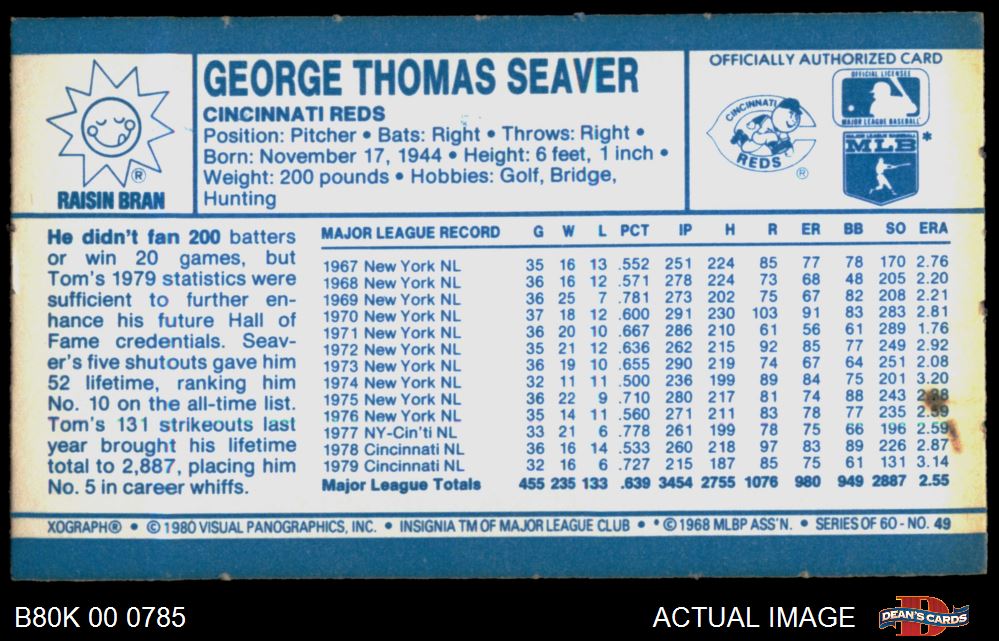 GEORGE THOMAS SEAVER
CINCINNATI REDS
Position: Pitcher • Bats: Right • Throws: Right •
Born: November 17, 1944 • Height: 6 feet, 1 inch •
Weight: 200 pounds • Hobbies: Golf, Bridge,
Hunting
®
RAISIN BRAN
OFFICIALLY AUTHORIZED CARD
CINCINNATI
REDS
®
OFFICIAL LICENSEE
MAJOR LEAGUE BASEBALL
MAJOR LEAGUE BASEBALL
MLB *
He didn't fan 200 batters
or win 20 games, but
Tom's 1979 statistics were
sufficient to further en-
hance his future Hall of
Fame credentials. Seav-
er's five shutouts gave him
52 lifetime, ranking him
No. 10 on the all-time list.
Tom's 131 strikeouts last
year brought his lifetime
total to 2,887, placing him
No. 5 in career whiffs.
MAJOR LEAGUE RECORD G W L PCT IP H R ER BB SO ERA
1967 New York NL 35 16 13 .552 251 224 85 77 78 170 2.76
1968 New York NL 36 16 12 .571 278 224 73 68 48 205 2.20
1969 New York NL 36 25 7 .781 273 202 75 67 82 208 2.21
1970 New York NL 37 18 12 .600 291 230 103 91 83 283 2.81
1971 New York NL 36 20 10 .667 286 210 61 56 61 289 1.76
1972 New York NL 35 21 12 .636 262 215 92 85 77 249 2.92
1973 New York NL 36 19 10 .655 290 219 74 67 64 251 2.08
1974 New York NL 32 11 11 .500 236 199 89 84 75 201 3.20
1975 New York NL 36 22 9 .710 280 217 81 74 88 243
1976 New York NL 35 14 11 .560 271 211 83 78 77 235 2.59
1977 NY-Cin'ti NL 33 21 6 .778 261 199 78 75 66 196 2.59
1978 Cincinnati NL 36 16 14 .533 260 218 97 83 89 226 2.87
1979 Cincinnati NL 32 16 6 .727 215 187 85 75 61 131 3.14
Major League Totals 455 235 133 .639 3454 2755 1076 980 949 2887 2.55
XOGRAPH® • © 1980 VISUAL PANOGRAPHICS, INC. • INSIGNIA TM OF MAJOR LEAGUE CLUB • * © 1968 MLBP ASS'N. • SERIES OF 60 - NO. 49
B80K 00 0785
ACTUAL IMAGE
DEAN'S CARDS